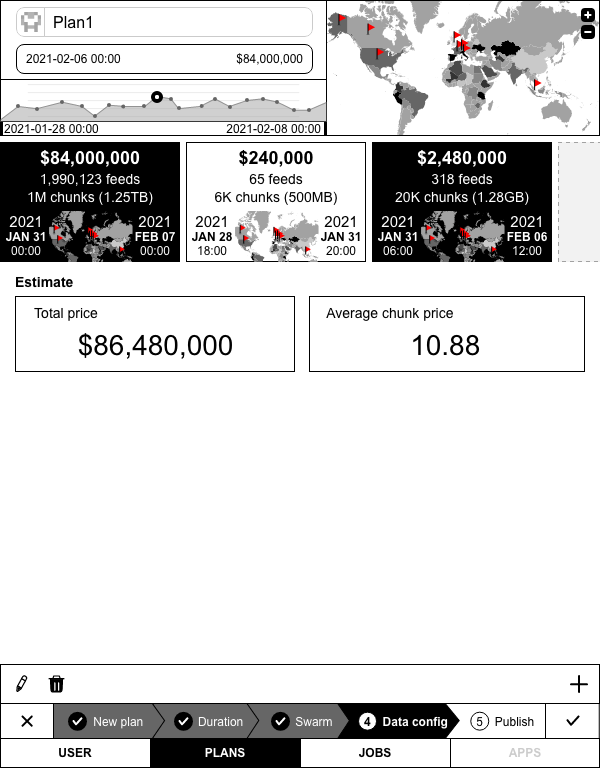 Plan1
2021-02-06 00:00 $84,000,000
2021-01-28 00:00 2021-02-08 00:00
$84,000,000
1,990,123 feeds
1M chunks (1.25TB)
2021 2021
JAN 31 FEB 07
00:00 00:00
$240,000
65 feeds
6K chunks (500MB)
2021 2021
JAN 28 JAN 31
18:00 20:00
$2,480,000
318 feeds
20K chunks (1.28GB)
2021 2021
JAN 31 FEB 06
06:00 12:00
Estimate
Total price
$86,480,000
Average chunk price
10.88
New plan Duration Swarm 4 Data config 5 Publish
USER PLANS JOBS APPS